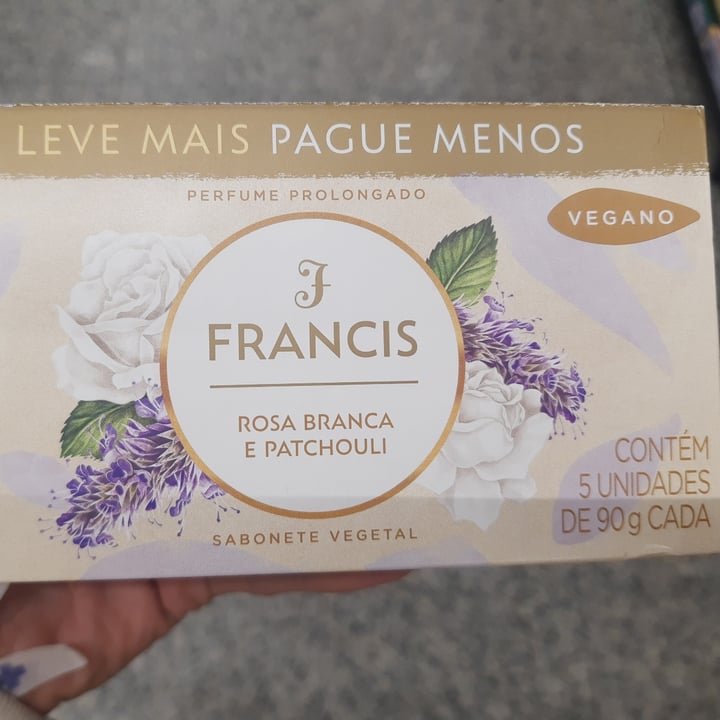 LEVE MAIS PAGUE MENOS
PERFUME PROLONGADO
VEGANO
FRANCIS
ROSA BRANCA
E PATCHOULI
CONTÉM
5 UNIDADES
DE 90g CADA
SABONETE VEGETAL